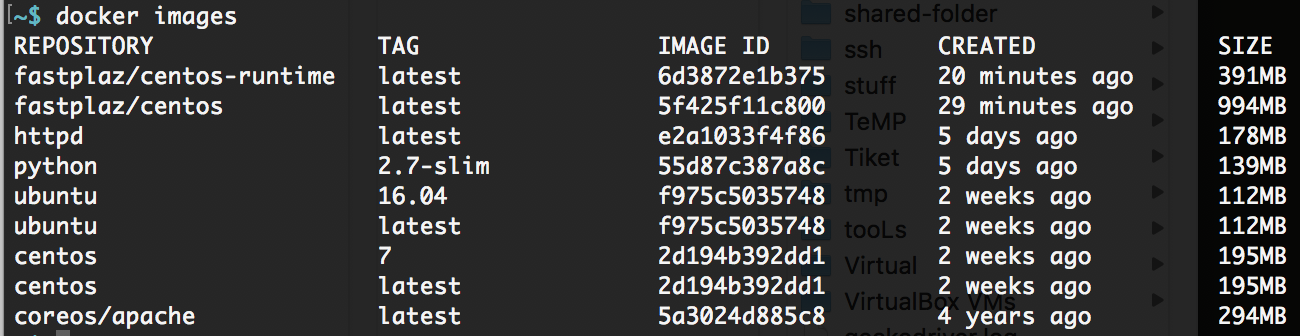 [~$ docker images
REPOSITORY TAG IMAGE ID CREATED SIZE
fastplaz/centos-runtime latest 6d3872e1b375 20 minutes ago 391MB
fastplaz/centos latest 5f425f11c800 29 minutes ago 994MB
httpd latest e2a1033f4f86 5 days ago 178MB
python 2.7-slim 55d87c387a8c 5 days ago 139MB
ubuntu 16.04 f975c5035748 2 weeks ago 112MB
ubuntu latest f975c5035748 2 weeks ago 112MB
centos 7 2d194b392dd1 2 weeks ago 195MB
centos latest 2d194b392dd1 2 weeks ago 195MB
coreos/apache latest 5a3024d885c8 4 years ago 294MB
shared-folder
ssh
stuff
TeMP
Tiket
tmp
tooLs
Virtual
VirtualBox VMs